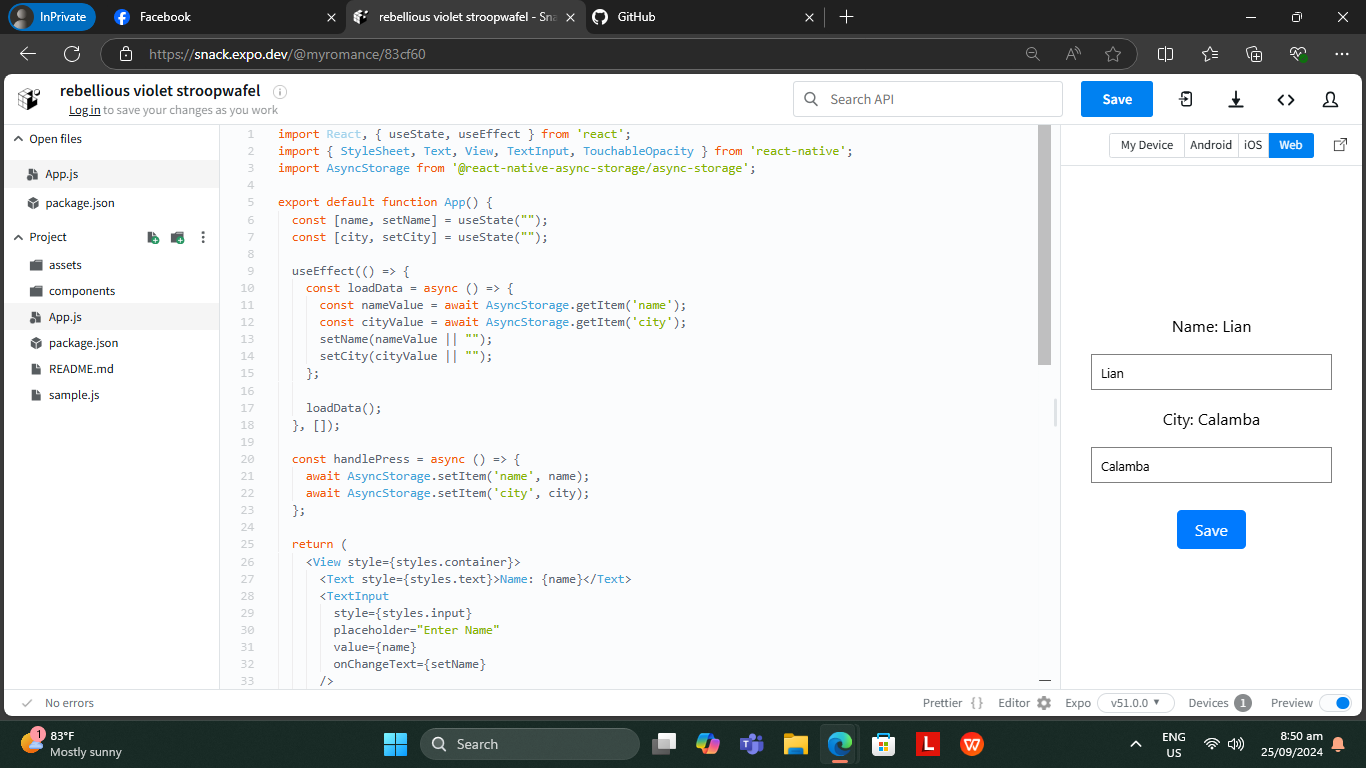 InPrivate
Facebook
rebellious violet stroopwafel - Sna
GitHub
https://snack.expo.dev/@myromance/83cf60
rebellious violet stroopwafel
Log in to save your changes as you work
Search API
Save
Open files
App.js
package.json
Project
assets
components
App.js
package.json
README.md
sample.js
1 import React, { useState, useEffect } from 'react';
2 import { StyleSheet, Text, View, TextInput, TouchableOpacity } from 'react-native';
3 import AsyncStorage from '@react-native-async-storage/async-storage';
4
5 export default function App() {
6 const [name, setName] = useState("");
7 const [city, setCity] = useState("");
8
9 useEffect(() => {
10 const loadData = async () => {
11 const nameValue = await AsyncStorage.getItem('name');
12 const cityValue = await AsyncStorage.getItem('city');
13 setName(nameValue || "");
14 setCity(cityValue || "");
15 };
16
17 loadData();
18 }, []);
19
20 const handlePress = async () => {
21 await AsyncStorage.setItem('name', name);
22 await AsyncStorage.setItem('city', city);
23 };
24
25 return (
26 <View style={styles.container}>
27 <Text style={styles.text}>Name: {name}</Text>
28 <TextInput
29 style={styles.input}
30 placeholder="Enter Name"
31 value={name}
32 onChangeText={setName}
33 />
My Device Android iOS Web
Name: Lian
Lian
City: Calamba
Calamba
Save
No errors
Prettier {} Editor Expo v51.0.0 Devices 1 Preview
1
83°F
Mostly sunny
Search
L
W
ENG
US
8:50 am
25/09/2024